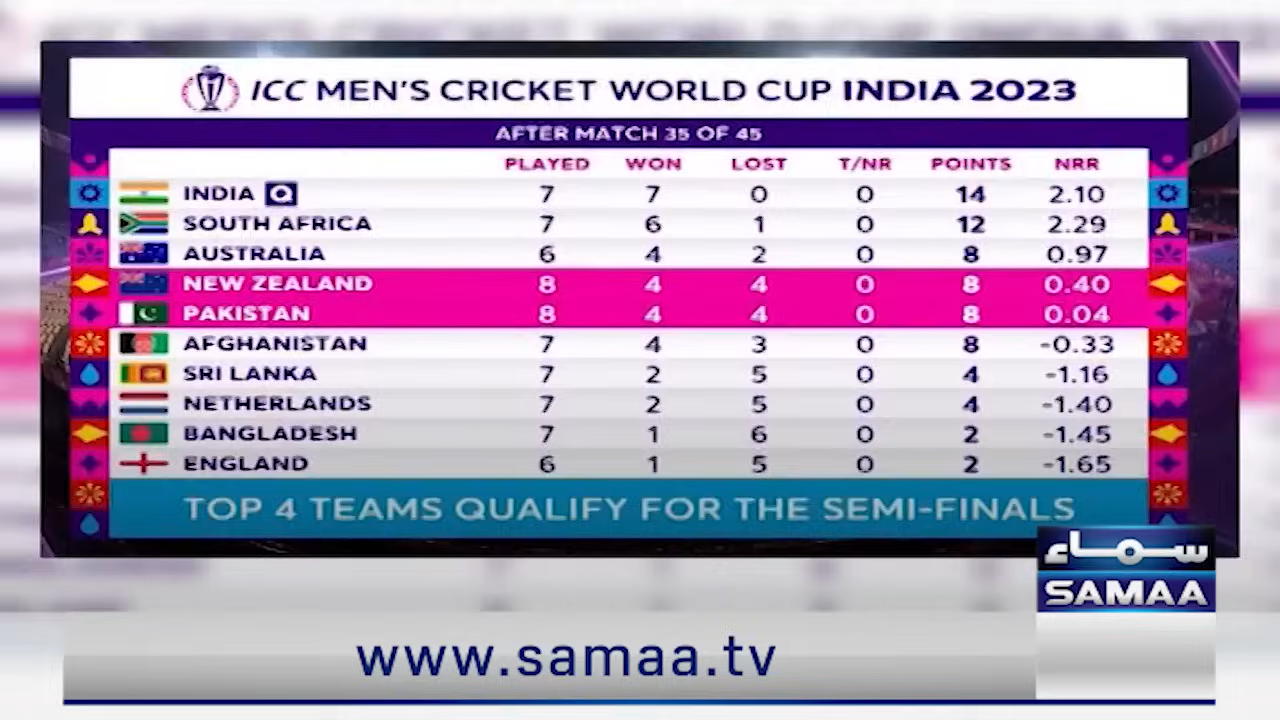 ICC MEN'S CRICKET WORLD CUP INDIA 2023
AFTER MATCH 35 OF 45
PLAYED WON LOST T/NR POINTS NRR
INDIA Q 7 7 0 0 14 2.10
SOUTH AFRICA 7 6 1 0 12 2.29
AUSTRALIA 6 4 2 0 8 0.97
NEW ZEALAND 8 4 4 0 8 0.40
PAKISTAN 8 4 4 0 8 0.04
AFGHANISTAN 7 4 3 0 8 -0.33
SRI LANKA 7 2 5 0 4 -1.16
NETHERLANDS 7 2 5 0 4 -1.40
BANGLADESH 7 1 6 0 2 -1.45
ENGLAND 6 1 5 0 2 -1.65
TOP 4 TEAMS QUALIFY FOR THE SEMI-FINALS
سماء
SAMAA
www.samaa.tv